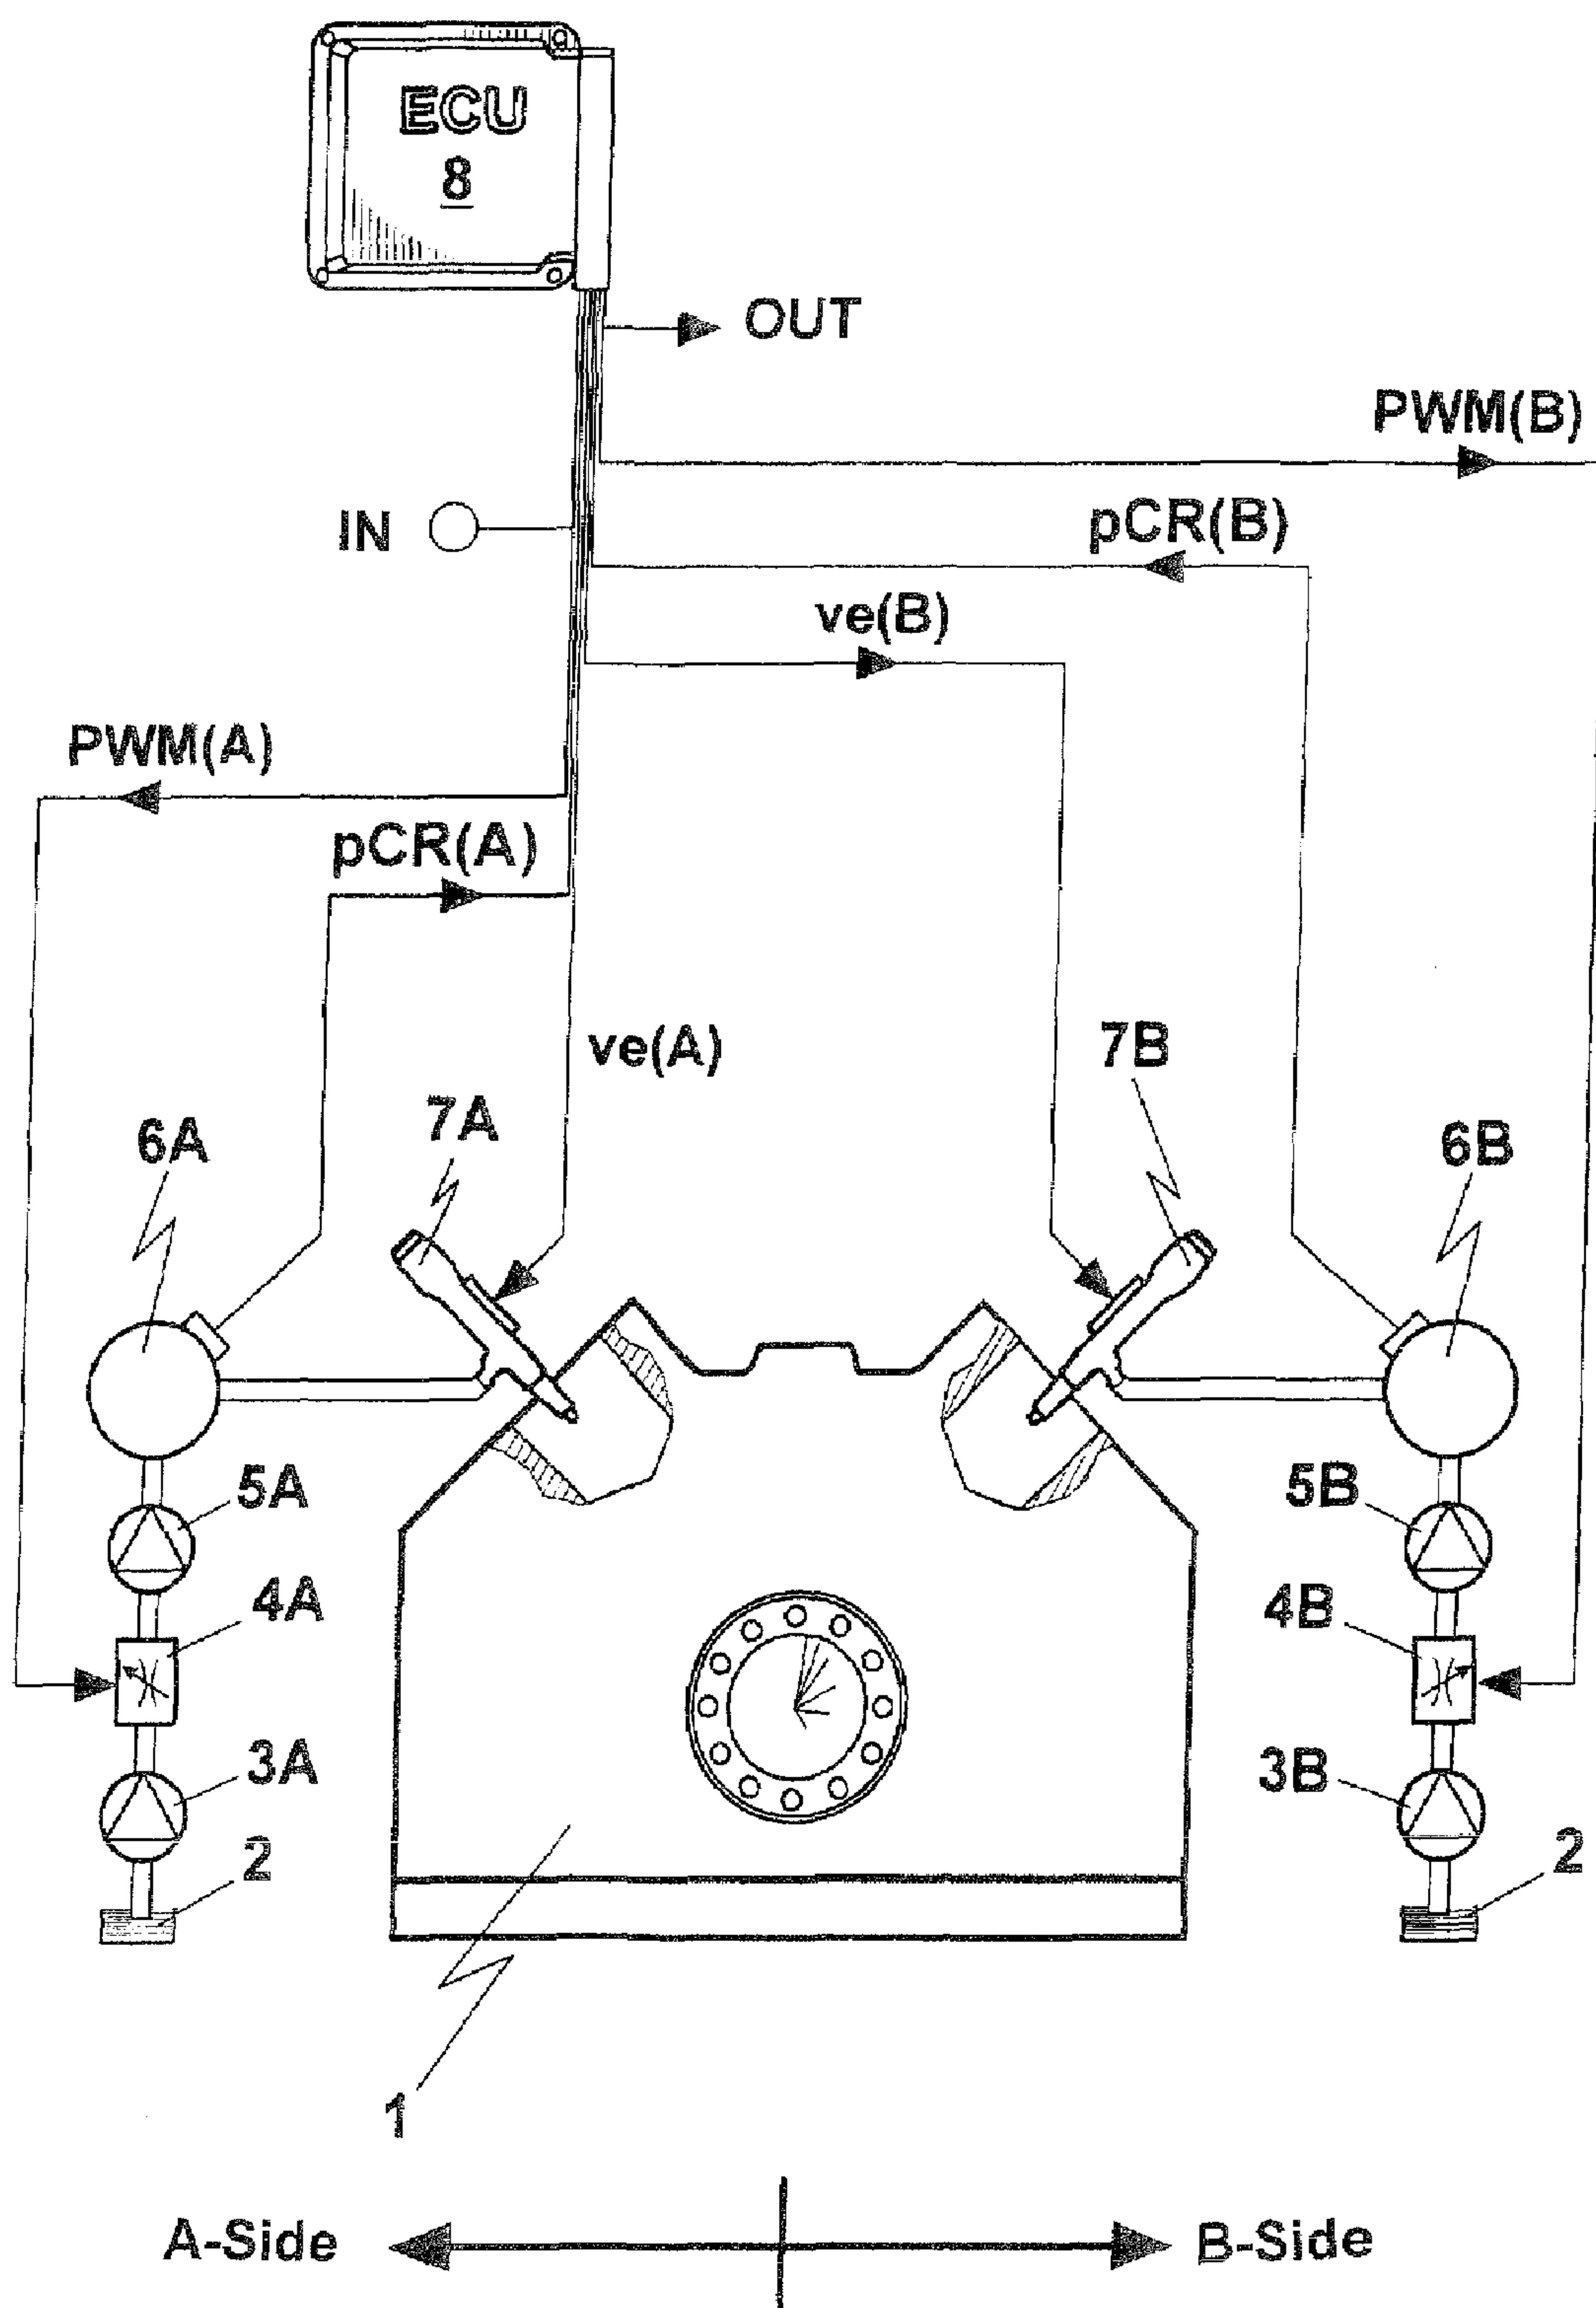 ECU
8
OUT
PWM(B)
IN
pCR(B)
ve(B)
PWM(A)
pCR(A)
ve(A)
7B
7A
6A
6B
5A
5B
4A
4B
3A
3B
2
2
1
A-Side
B-Side